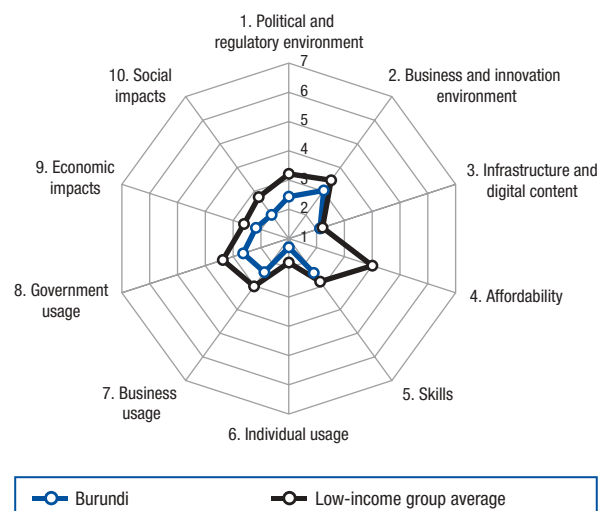 1. Political and
regulatory environment
2. Business and innovation
environment
3. Infrastructure and
digital content
4. Affordability
5. Skills
6. Individual usage
7. Business
usage
8. Government
usage
9. Economic
impacts
10. Social
impacts
7
6
5
4
3
2
1
Burundi
Low-income group average